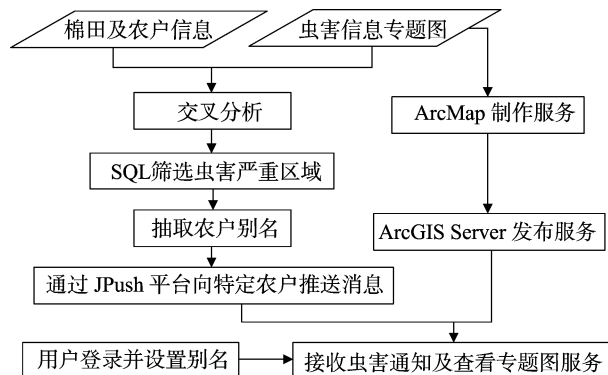 棉田及农户信息
虫害信息专题图
交叉分析
ArcMap 制作服务
SQL筛选虫害严重区域
抽取农户别名
ArcGIS Server 发布服务
通过 JPush 平台向特定农户推送消息
用户登录并设置别名
接收虫害通知及查看专题图服务